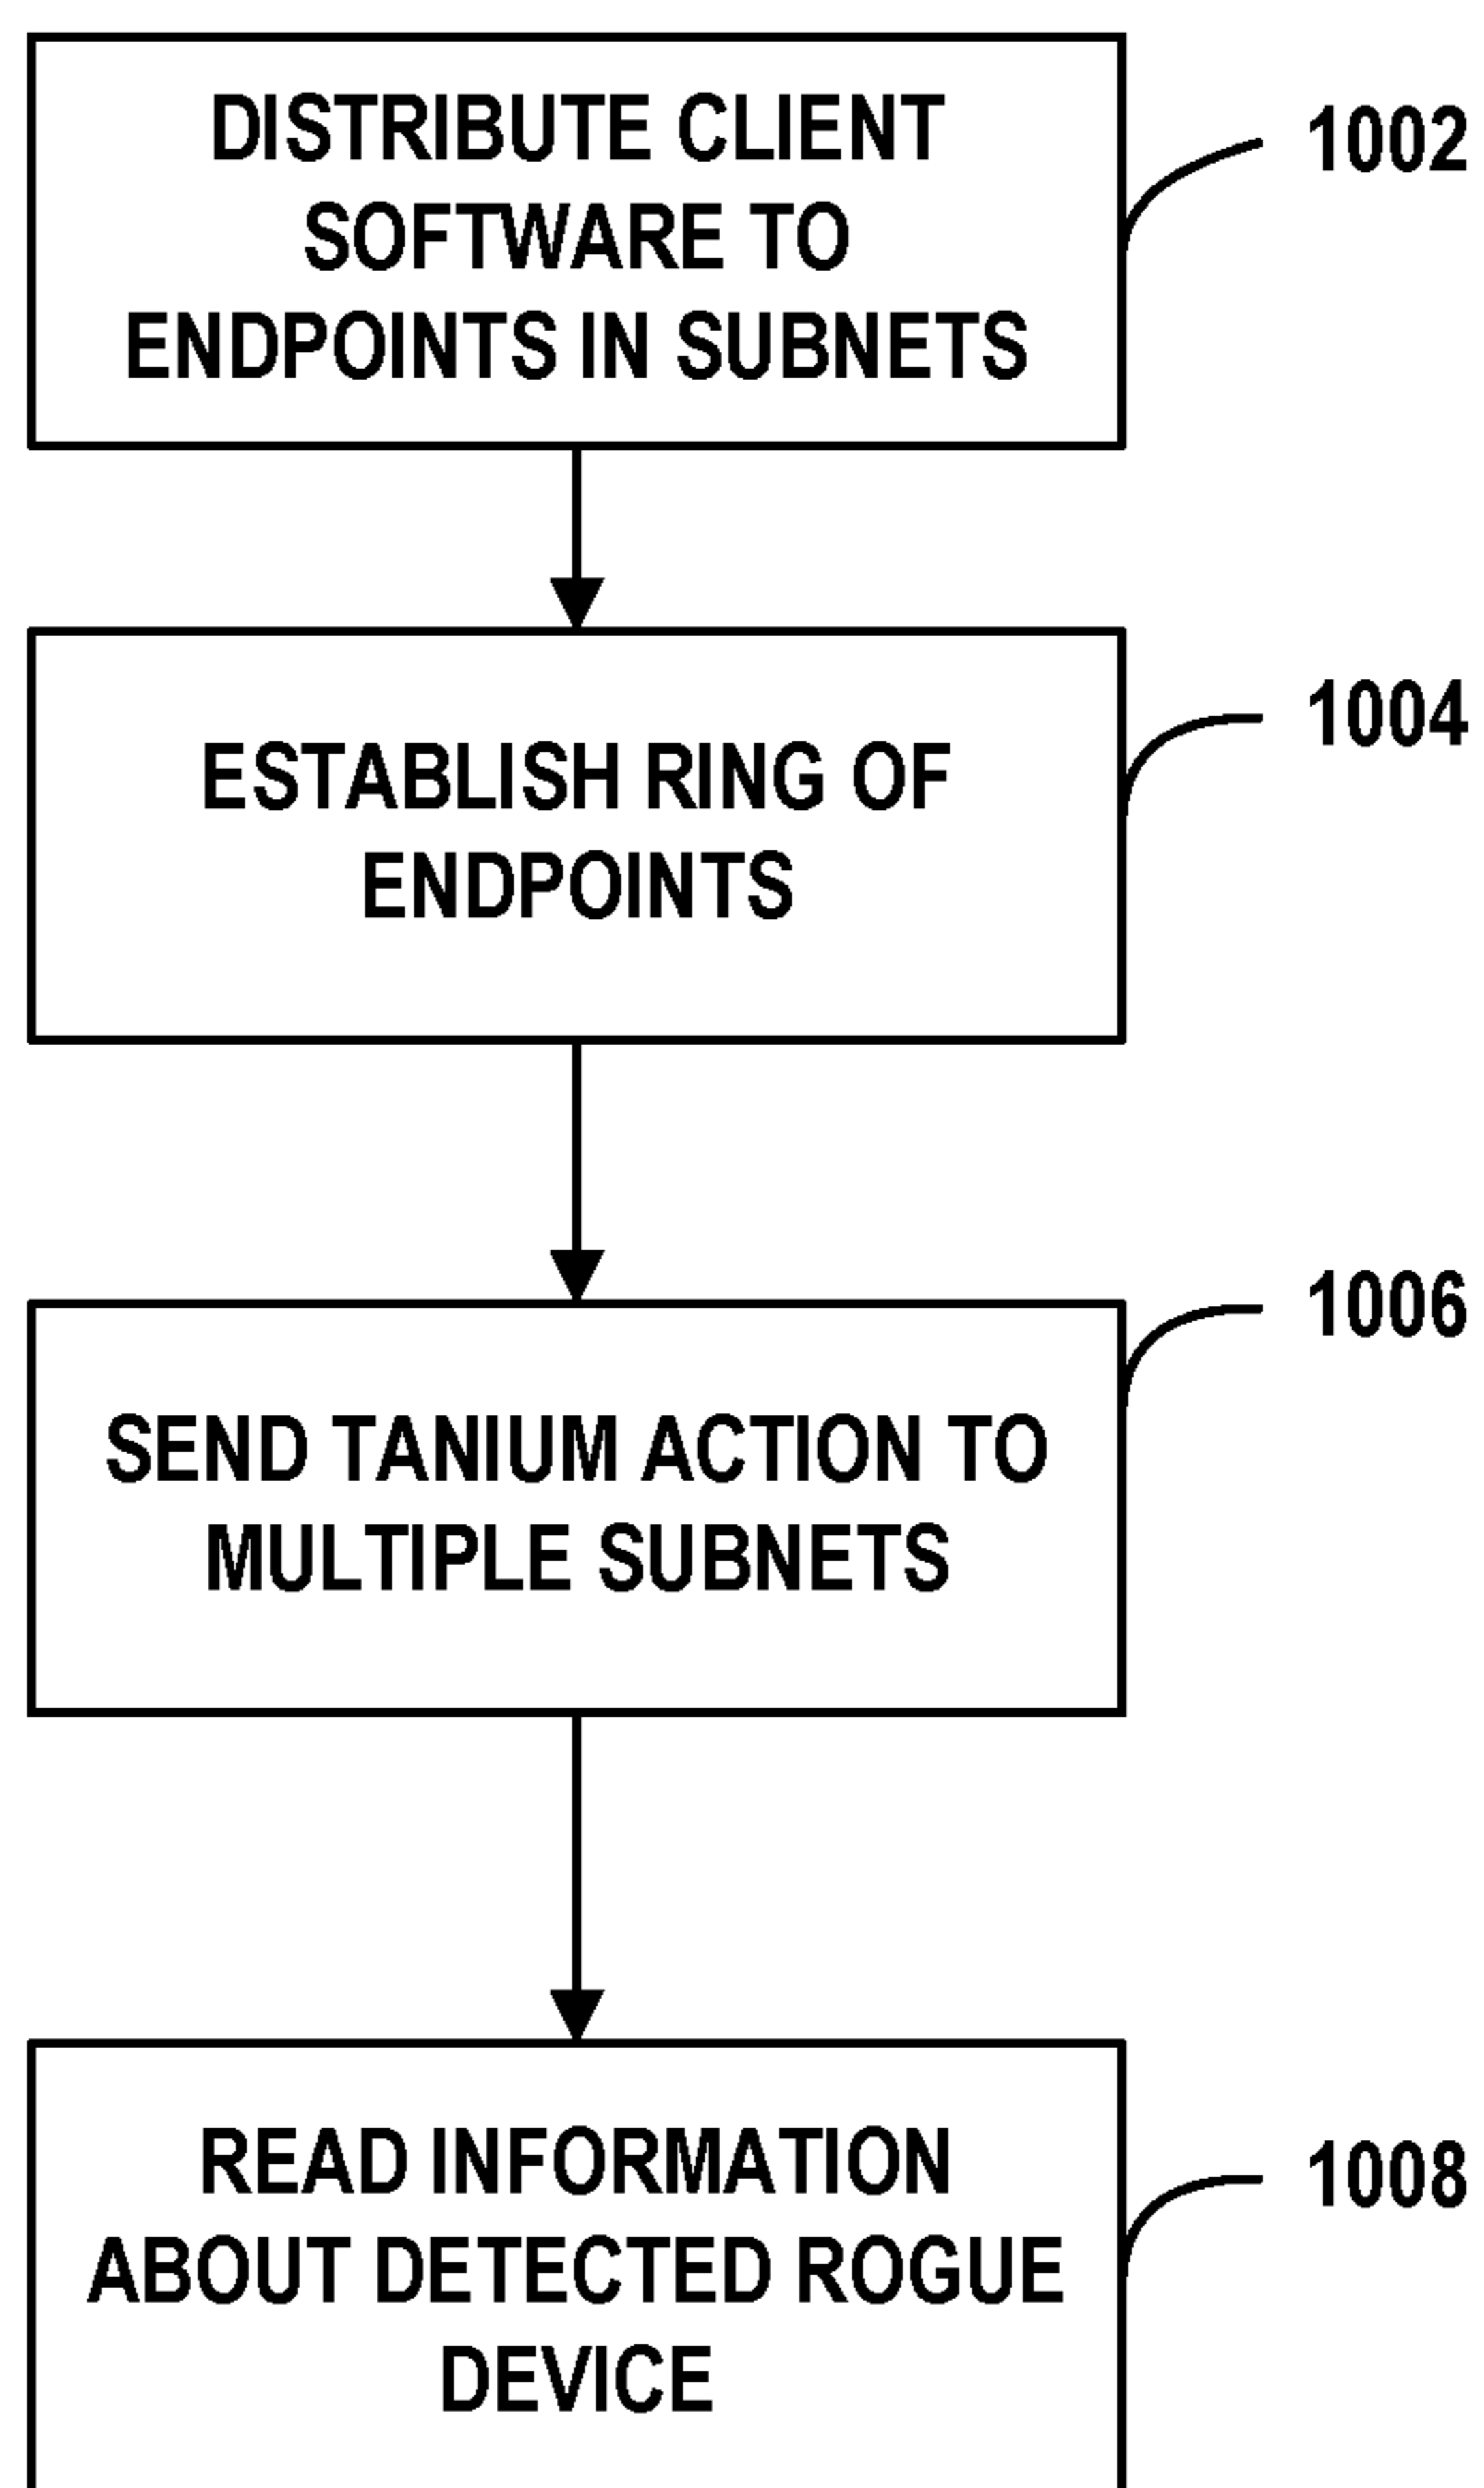 DISTRIBUTE CLIENT
SOFTWARE TO
ENDPOINTS IN SUBNETS
1002
ESTABLISH RING OF
ENDPOINTS
1004
SEND TANIUM ACTION TO
MULTIPLE SUBNETS
1006
READ INFORMATION
ABOUT DETECTED ROGUE
DEVICE
1008